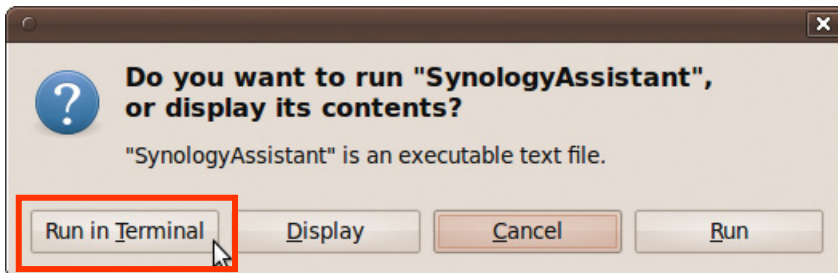 Do you want to run "SynologyAssistant",
or display its contents?
"SynologyAssistant" is an executable text file.
Run in Terminal
Display
Cancel
Run